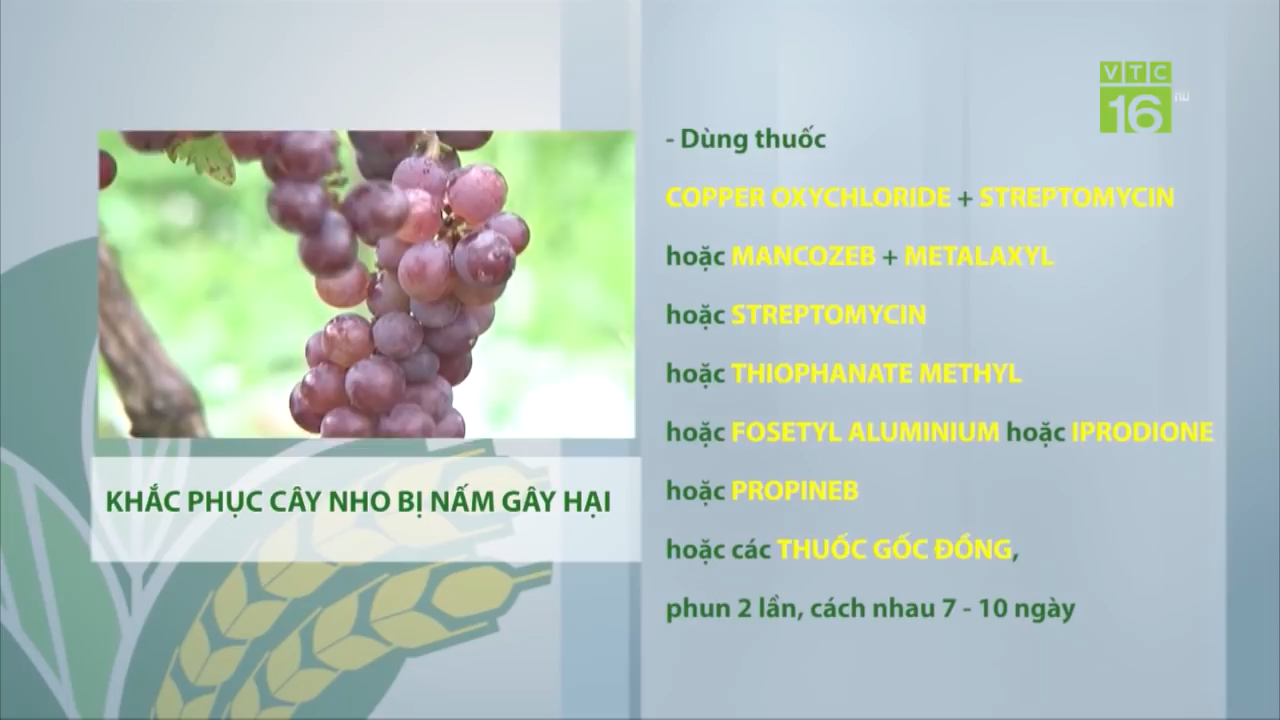 VTC
16
- Dùng thuốc
COPPER OXYCHLORIDE + STREPTOMYCIN
hoặc MANCOZEB + METALAXYL
hoặc STREPTOMYCIN
hoặc THIOPHANATE METHYL
hoặc FOSETYL ALUMINIUM hoặc IPRODIONE
hoặc PROPINEB
hoặc các THUỐC GỐC ĐỒNG,
phun 2 lần, cách nhau 7 - 10 ngày
KHẮC PHỤC CÂY NHO BỊ NẤM GÂY HẠI